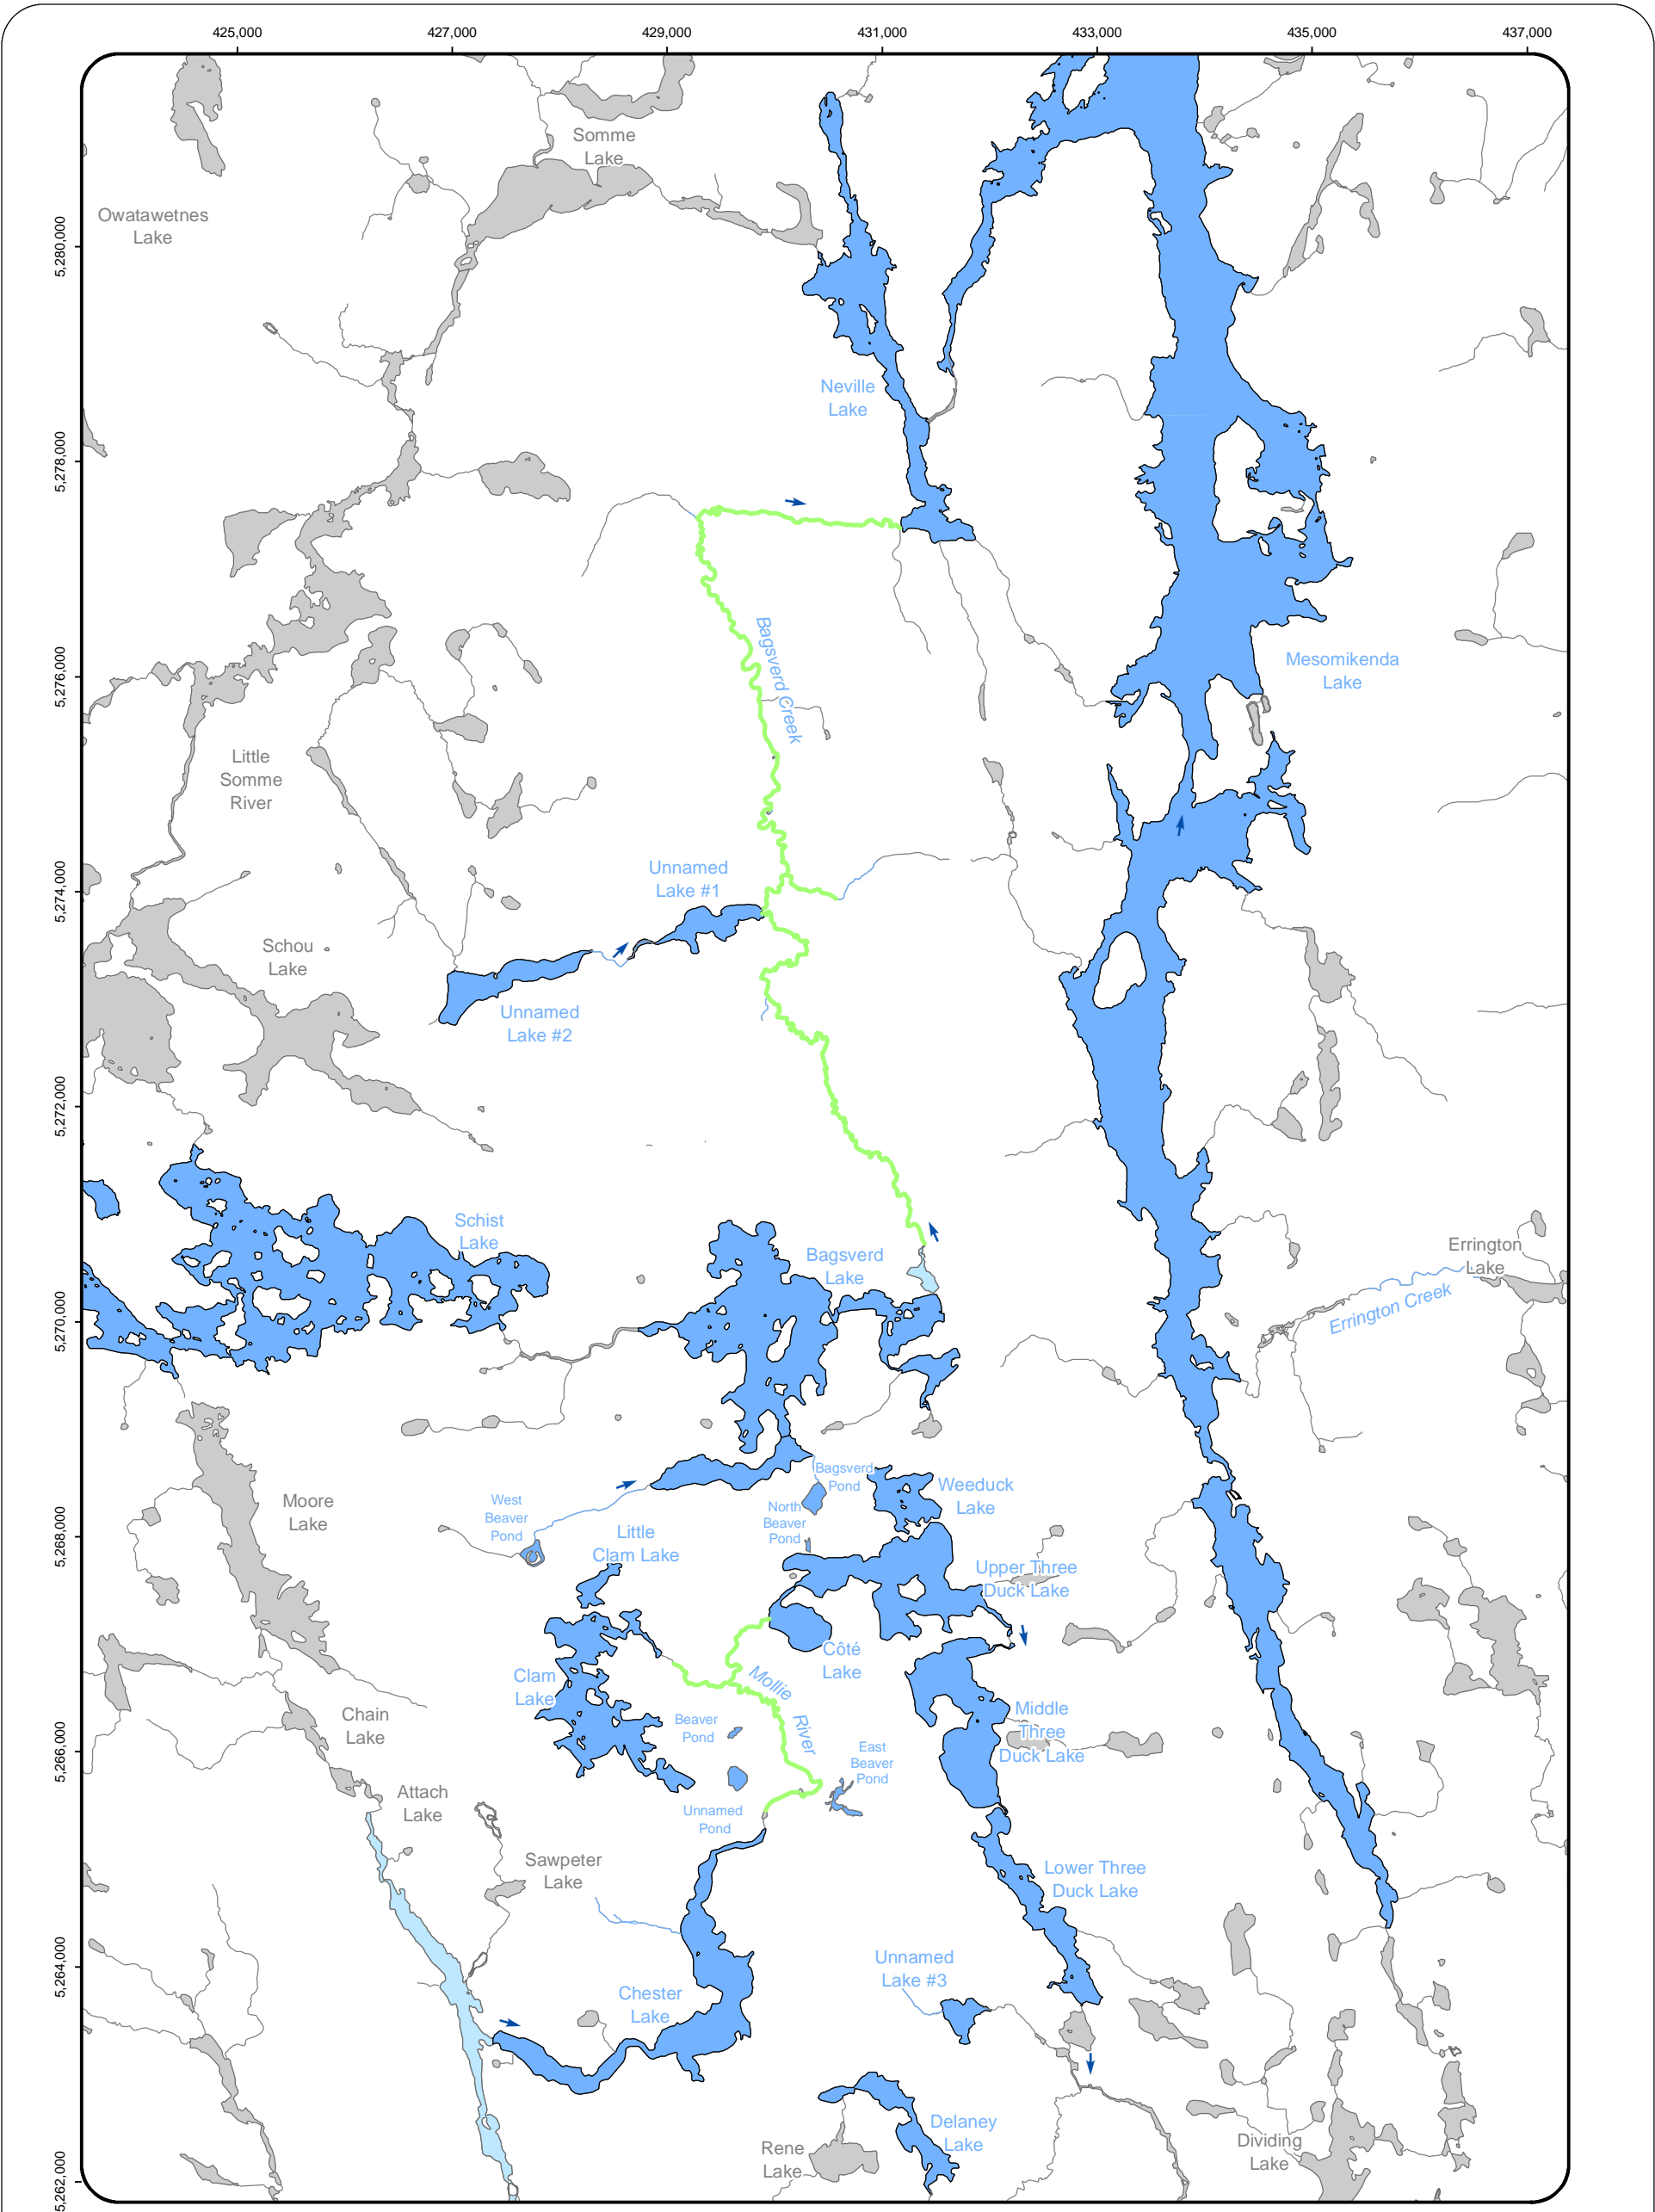 425,000
427,000
429,000
431,000
433,000
435,000
437,000
5,280,000
5,278,000
5,276,000
5,274,000
5,272,000
5,270,000
5,268,000
5,266,000
5,264,000
5,262,000
Somme
Lake
Owatawetnes
Lake
Neville
Lake
Bagsverd Creek
Mesomikenda
Lake
Little
Somme
River
Unnamed
Lake #1
Schou
Lake
Unnamed
Lake #2
Schist
Lake
Bagsverd
Lake
Errington
Lake
Errington Creek
Bagsverd
Pond
Weeduck
Lake
West
Beaver
Pond
North
Beaver
Pond
Moore
Lake
Little
Clam Lake
Upper Three
Duck Lake
Côté
Lake
Clam
Lake
Mollie
River
Chain
Lake
Beaver
Pond
Middle
Three
Duck Lake
East
Beaver
Pond
Attach
Lake
Unnamed
Pond
Sawpeter
Lake
Lower Three
Duck Lake
Unnamed
Lake #3
Chester
Lake
Delaney
Lake
Rene
Lake
Dividing
Lake